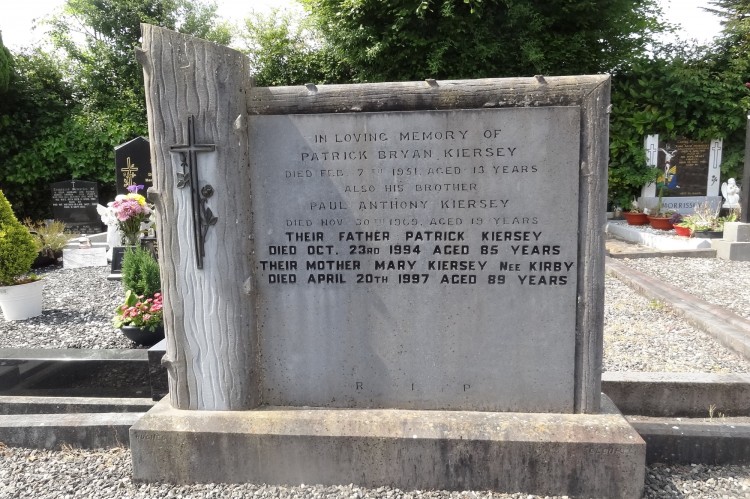 IN LOVING MEMORY OF
PATRICK BRYAN KIERSEY
DIED FEB. 7TH 1951, AGED 13 YEARS
ALSO HIS BROTHER
PAUL ANTHONY KIERSEY
DIED NOV. 30TH 1969, AGED 19 YEARS
THEIR FATHER PATRICK KIERSEY
DIED OCT. 23RD 1994 AGED 85 YEARS
THEIR MOTHER MARY KIERSEY NEE KIRBY
DIED APRIL 20TH 1997 AGED 89 YEARS
R I P
MORRISSEY